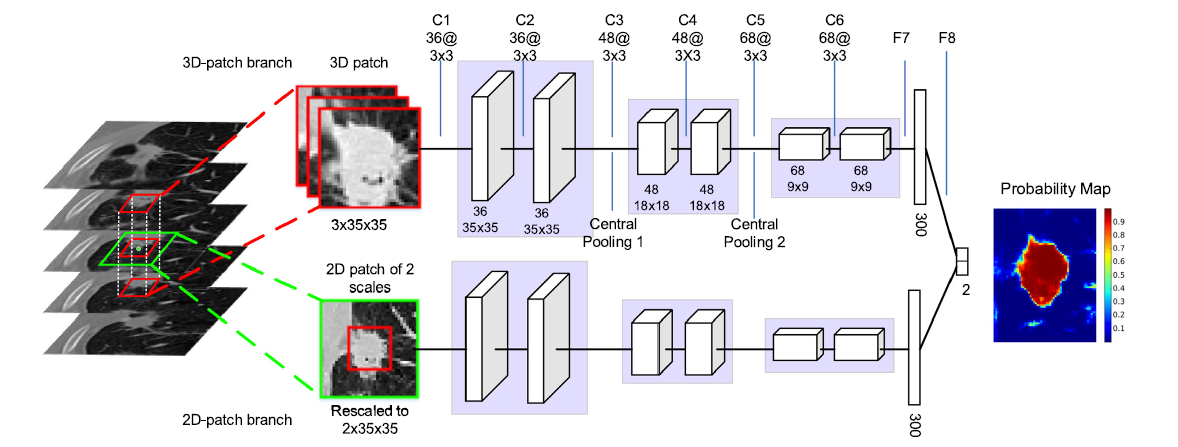 C1
36@
3x3
C2
36@
3x3
C3
48@
3x3
C4
48@
3X3
C5
68@
3x3
C6
68@
3x3
F7
F8
3D-patch branch
3D patch
3x35x35
36
35x35
36
35x35
48
18x18
48
18x18
68
9x9
68
9x9
Central
Pooling 1
Central
Pooling 2
300
2D patch of 2
scales
Rescaled to
2x35x35
2D-patch branch
300
2
Probability Map
0.9
0.8
0.7
0.6
0.5
0.4
0.3
0.2
0.1